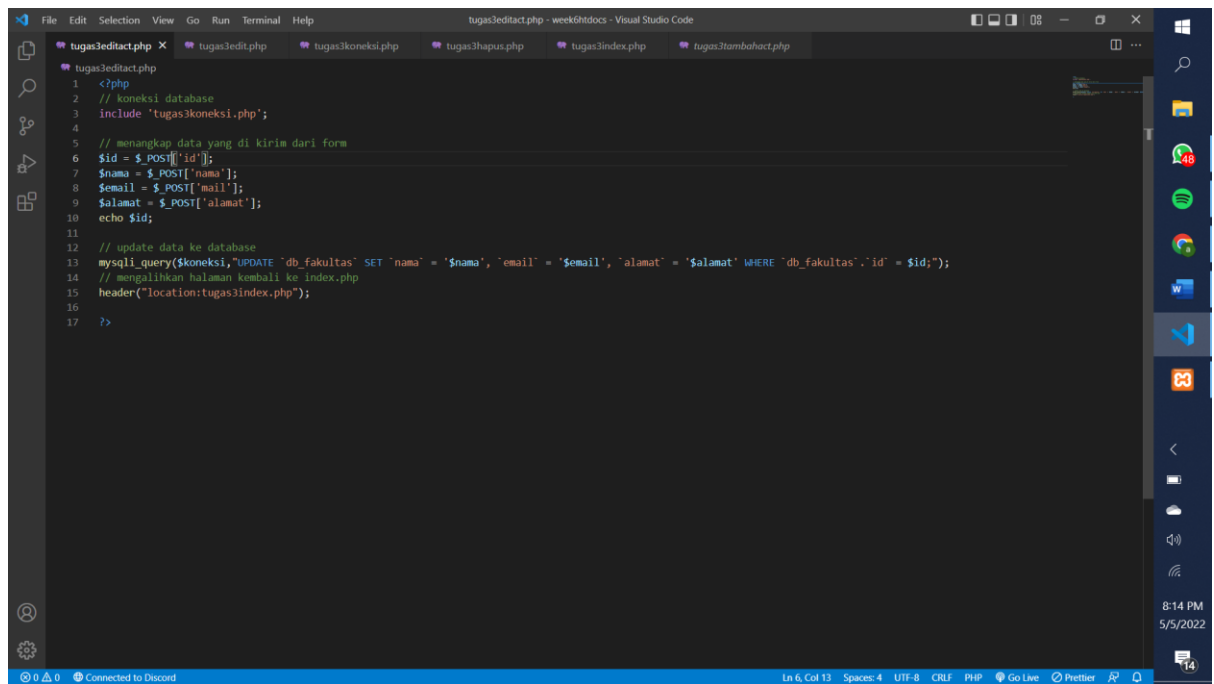 File Edit Selection View Go Run Terminal Help
tugas3editact.php - week6htdocs - Visual Studio Code
tugas3editact.php tugas3edit.php tugas3koneksi.php tugas3hapus.php tugas3index.php tugas3tambahact.php
tugas3editact.php
1 <?php
2 // koneksi database
3 include 'tugas3koneksi.php';
4
5 // menangkap data yang di kirim dari form
6 $id = $_POST['id'];
7 $nama = $_POST['nama'];
8 $email = $_POST['mail'];
9 $alamat = $_POST['alamat'];
10 echo $id;
11
12 // update data ke database
13 mysqli_query($koneksi,"UPDATE `db_fakultas` SET `nama` = '$nama', `email` = '$email', `alamat` = '$alamat' WHERE `db_fakultas`.`id` = $id;");
14 // mengalihkan halaman kembali ke index.php
15 header("location:tugas3index.php");
16
17 ?>
48
8:14 PM
5/5/2022
14
0 0 Connected to Discord
Ln 6, Col 13 Spaces: 4 UTF-8 CRLF PHP Go Live Prettier